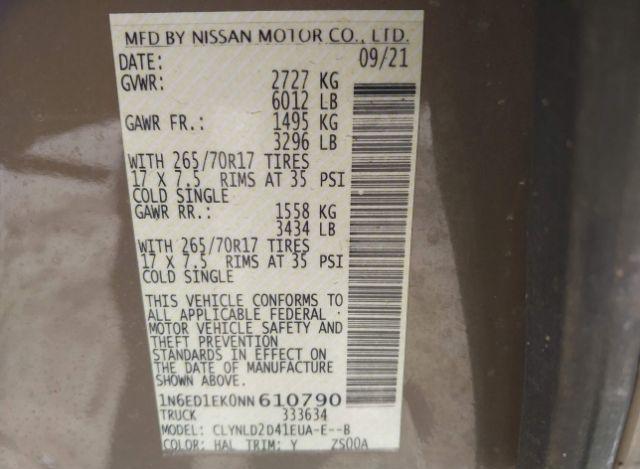 MFD BY NISSAN MOTOR CO., LTD.
DATE: 09/21
GVWR: 2727 KG
6012 LB
GAWR FR.: 1495 KG
3296 LB
WITH 265/70R17 TIRES
17 X 7.5 RIMS AT 35 PSI
COLD SINGLE
GAWR RR.: 1558 KG
3434 LB
WITH 265/70R17 TIRES
17 X 7.5 RIMS AT 35 PSI
COLD SINGLE
THIS VEHICLE CONFORMS TO
ALL APPLICABLE FEDERAL
MOTOR VEHICLE SAFETY AND
THEFT PREVENTION
STANDARDS IN EFFECT ON
THE DATE OF MANUFACTURE
SHOWN ABOVE.
1N6ED1EK0NN610790
TRUCK 333634
MODEL: CLYNLD2D41EUA-E--B
COLOR: HAL TRIM: Y ZS00A